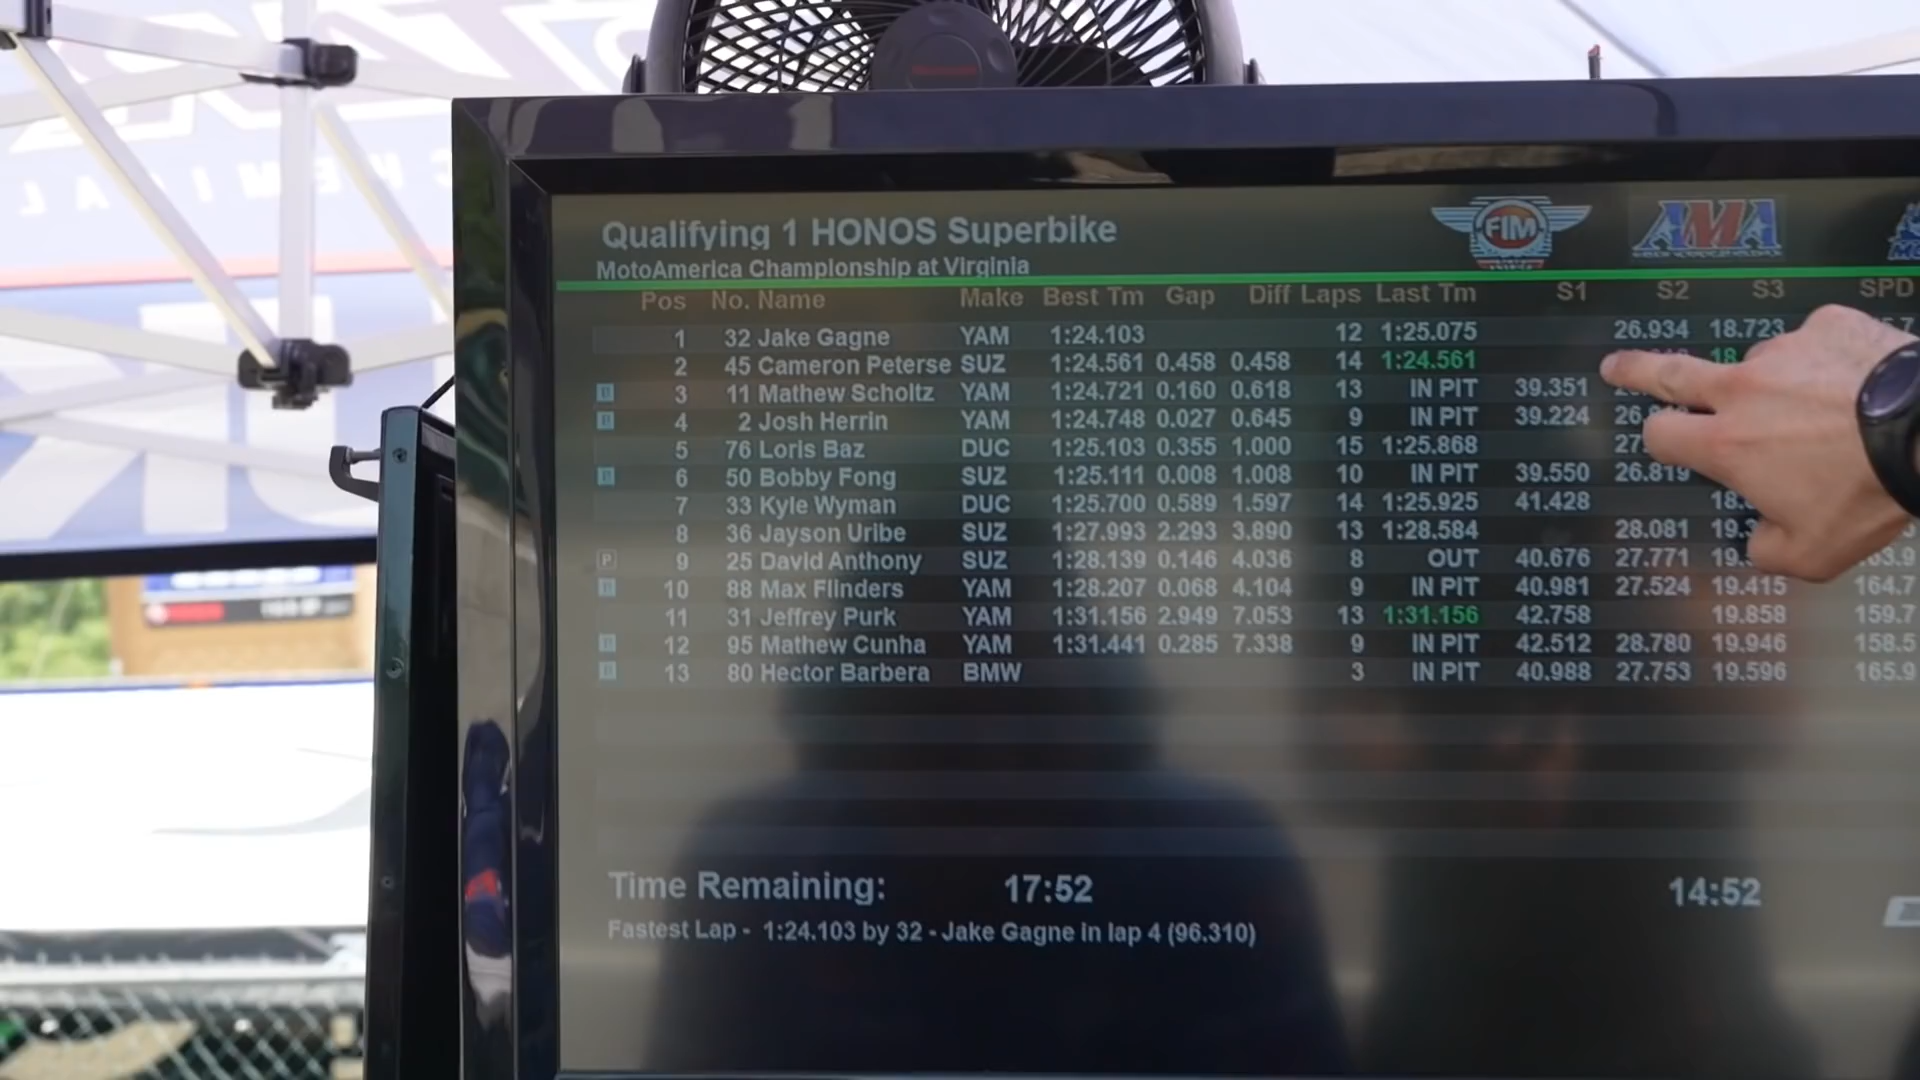 Qualifying 1 HONOS Superbike
MotoAmerica Championship at Virginia
FIM
AMA
Pos No. Name Make Best Tm Gap Diff Laps Last Tm S1 S2 S3 SPD
1 32 Jake Gagne YAM 1:24.103 12 1:25.075 26.934 18.723
2 45 Cameron Peterse SUZ 1:24.561 0.458 0.458 14 1:24.561
3 11 Mathew Scholtz YAM 1:24.721 0.160 0.618 13 IN PIT 39.351
4 2 Josh Herrin YAM 1:24.748 0.027 0.645 9 IN PIT 39.224
5 76 Loris Baz DUC 1:25.103 0.355 1.000 15 1:25.868
6 50 Bobby Fong SUZ 1:25.111 0.008 1.008 10 IN PIT 39.550 26.819
7 33 Kyle Wyman DUC 1:25.700 0.589 1.597 14 1:25.925 41.428
8 36 Jayson Uribe SUZ 1:27.993 2.293 3.890 13 1:28.584 28.081
P 9 25 David Anthony SUZ 1:28.139 0.146 4.036 8 OUT 40.676 27.771
10 88 Max Flinders YAM 1:28.207 0.068 4.104 9 IN PIT 40.981 27.524 19.415 164.7
11 31 Jeffrey Purk YAM 1:31.156 2.949 7.053 13 1:31.156 42.758 19.858 159.7
12 95 Mathew Cunha YAM 1:31.441 0.285 7.338 9 IN PIT 42.512 28.780 19.946 158.5
13 80 Hector Barbera BMW 3 IN PIT 40.988 27.753 19.596 165.9
Time Remaining: 17:52 14:52
Fastest Lap - 1:24.103 by 32 - Jake Gagne in lap 4 (96.310)